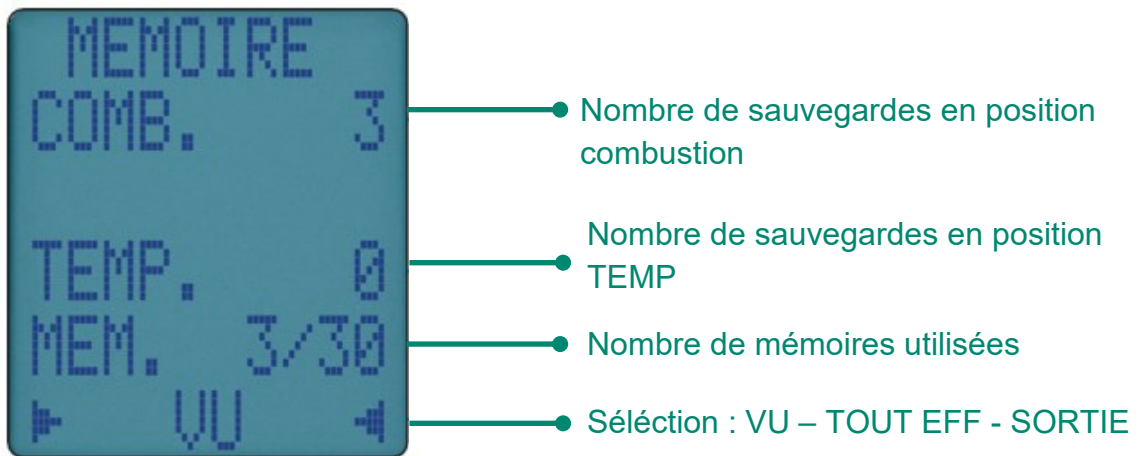 MEMOIRE
COMB. 3
Nombre de sauvegardes en position
combustion
TEMP. 0
Nombre de sauvegardes en position
TEMP
MEM. 3/30
Nombre de mémoires utilisées
VU
Séléction : VU – TOUT EFF - SORTIE